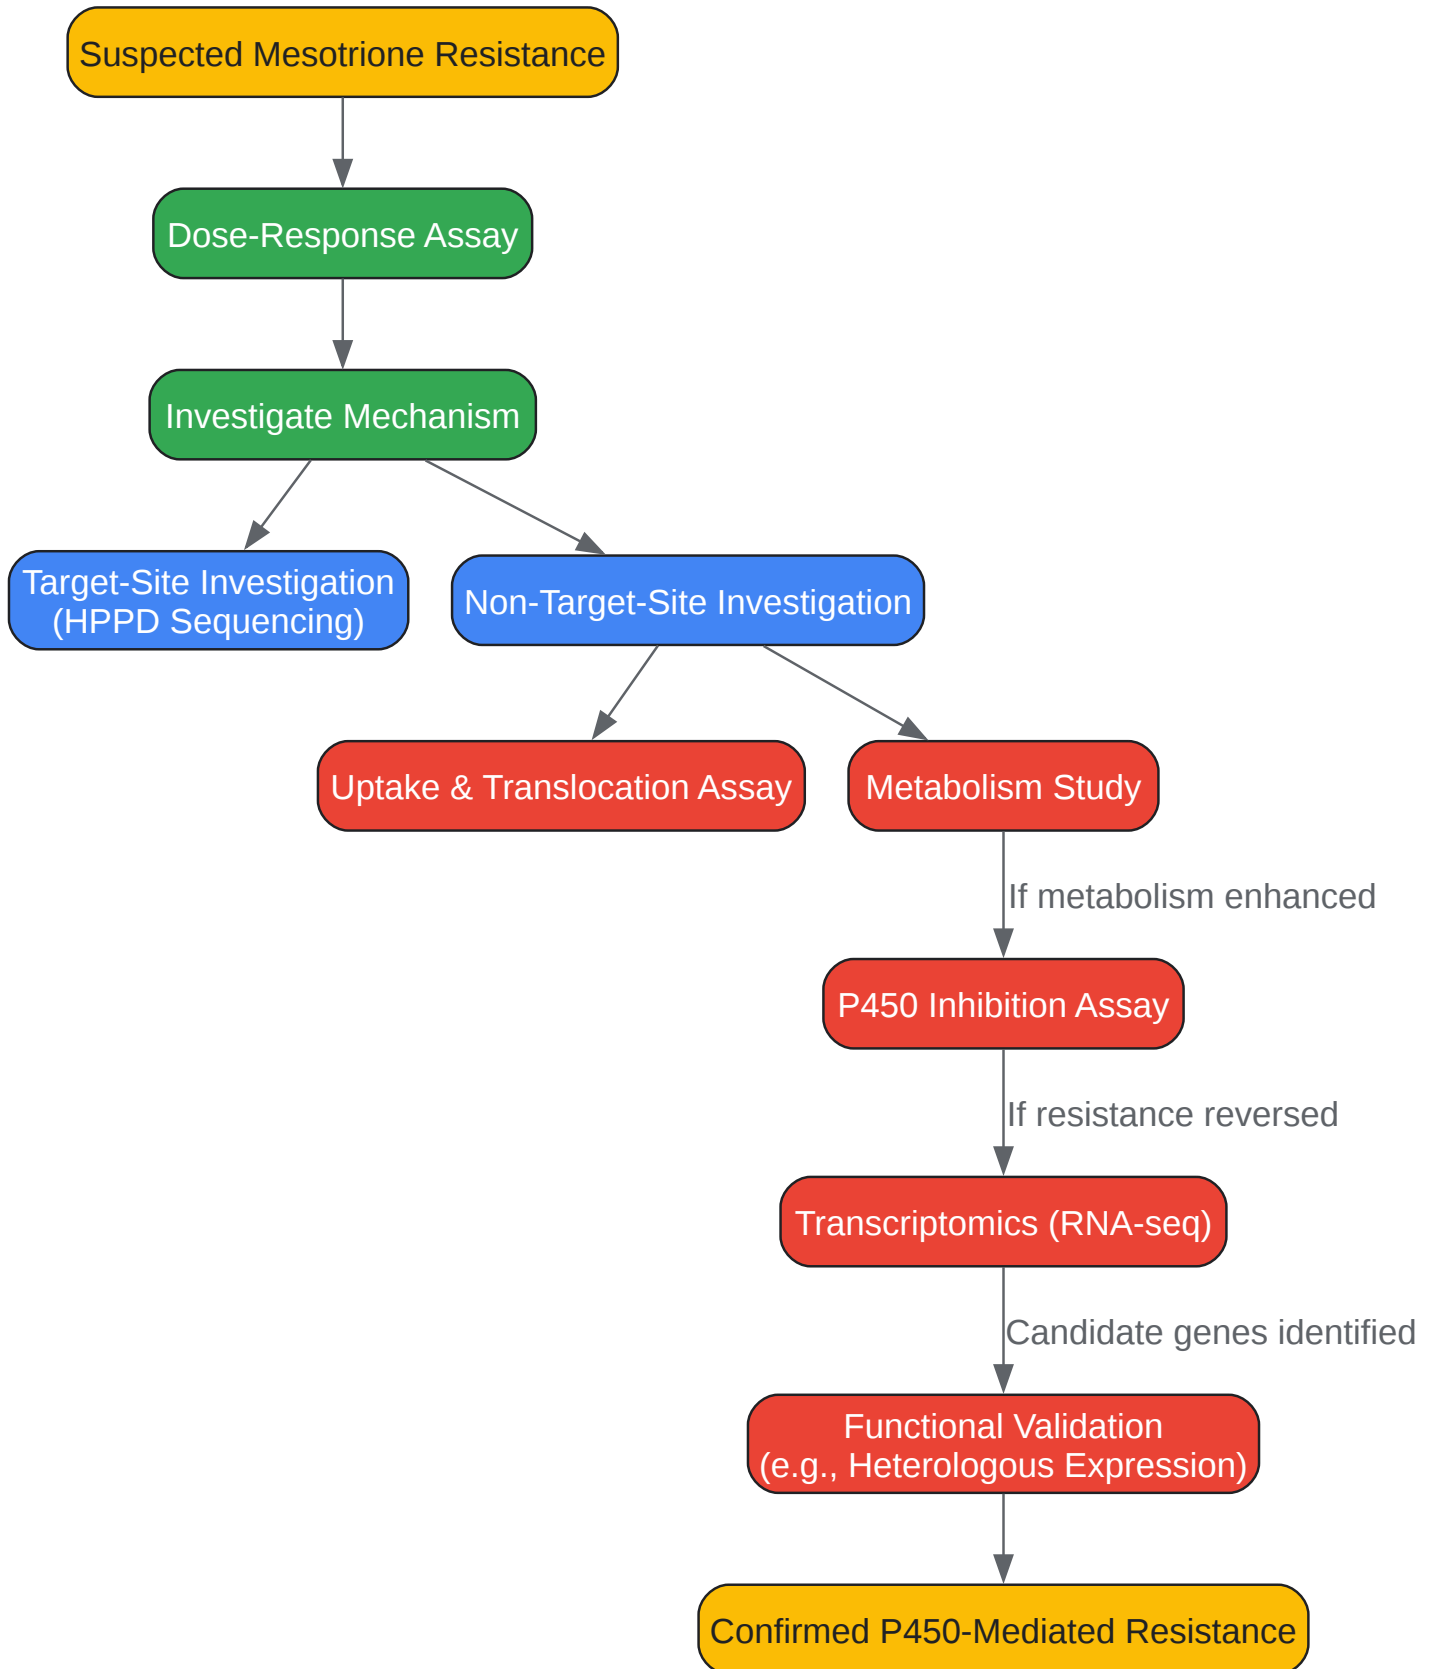 Suspected Mesotrione Resistance
Dose-Response Assay
Investigate Mechanism
Target-Site Investigation
(HPPD Sequencing)
Non-Target-Site Investigation
Uptake & Translocation Assay
Metabolism Study
If metabolism enhanced
P450 Inhibition Assay
If resistance reversed
Transcriptomics (RNA-seq)
Candidate genes identified
Functional Validation
(e.g., Heterologous Expression)
Confirmed P450-Mediated Resistance